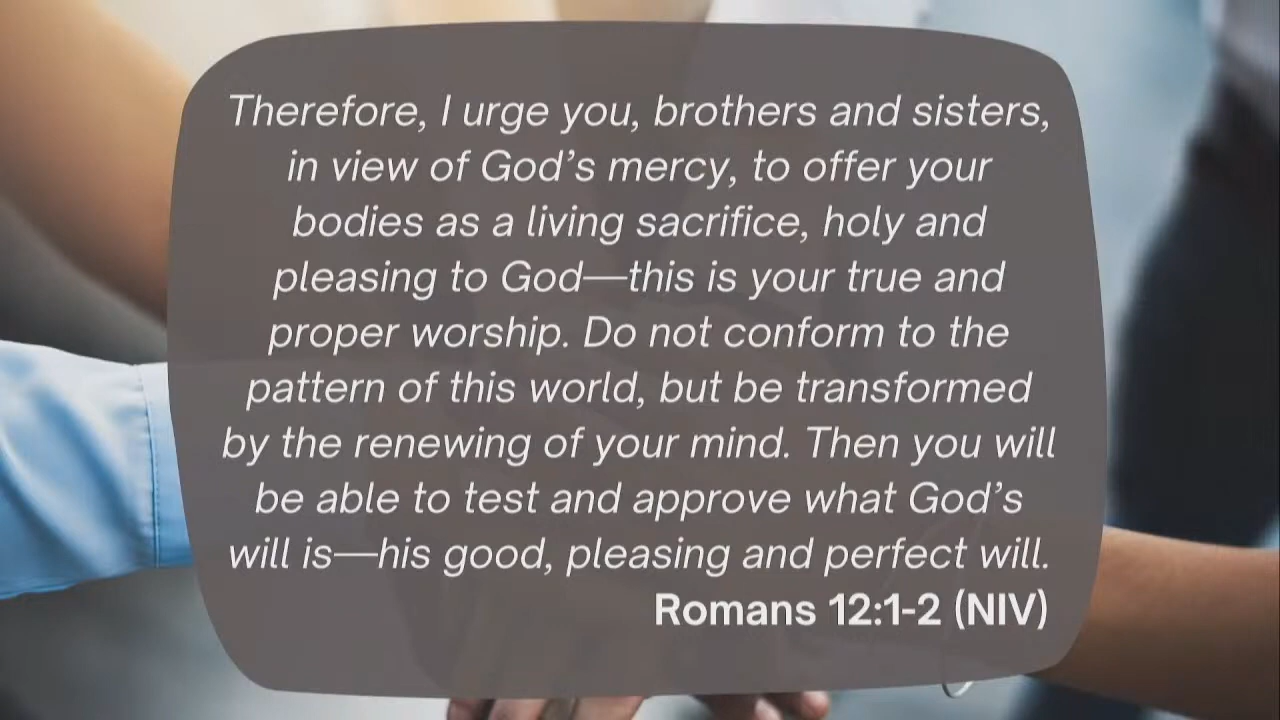 Therefore, I urge you, brothers and sisters,
in view of God’s mercy, to offer your
bodies as a living sacrifice, holy and
pleasing to God—this is your true and
proper worship. Do not conform to the
pattern of this world, but be transformed
by the renewing of your mind. Then you will
be able to test and approve what God’s
will is—his good, pleasing and perfect will.
Romans 12:1-2 (NIV)